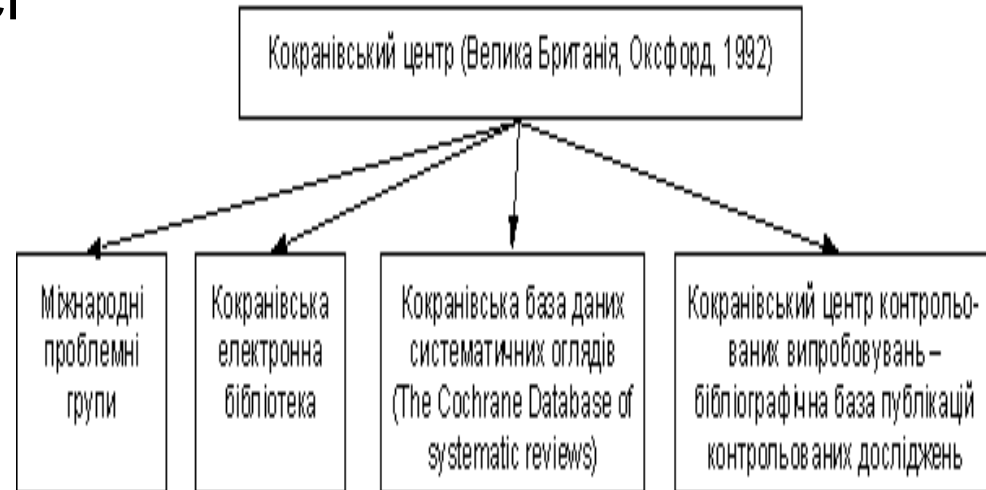 Кокранівський центр (Велика Британія, Оксфорд, 1992)
Міжнародні
проблемні
групи
Кокранівська
електронна
бібліотека
Кокранівська база даних
систематичних оглядів
(The Cochrane Database of
systematic reviews)
Кокранівський центр контрольо-
ваних випробовувань –
бібліографічна база публікацій
контрольованих досліджень